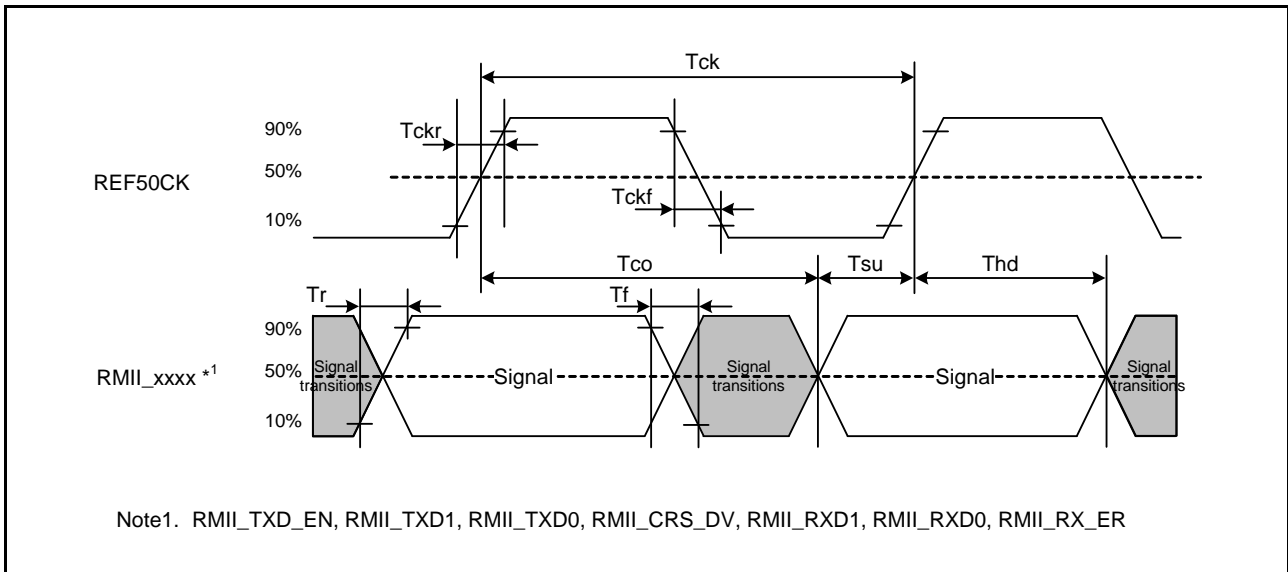 Tck
90%
Tckr
50%
REF50CK
Tckf
10%
Tco Tsu Thd
Tr Tf
90%
RMII_xxxx *1 50% Signal transitions Signal Signal transitions Signal Signal transitions
10%
Note1. RMII_TXD_EN, RMII_TXD1, RMII_TXD0, RMII_CRS_DV, RMII_RXD1, RMII_RXD0, RMII_RX_ER